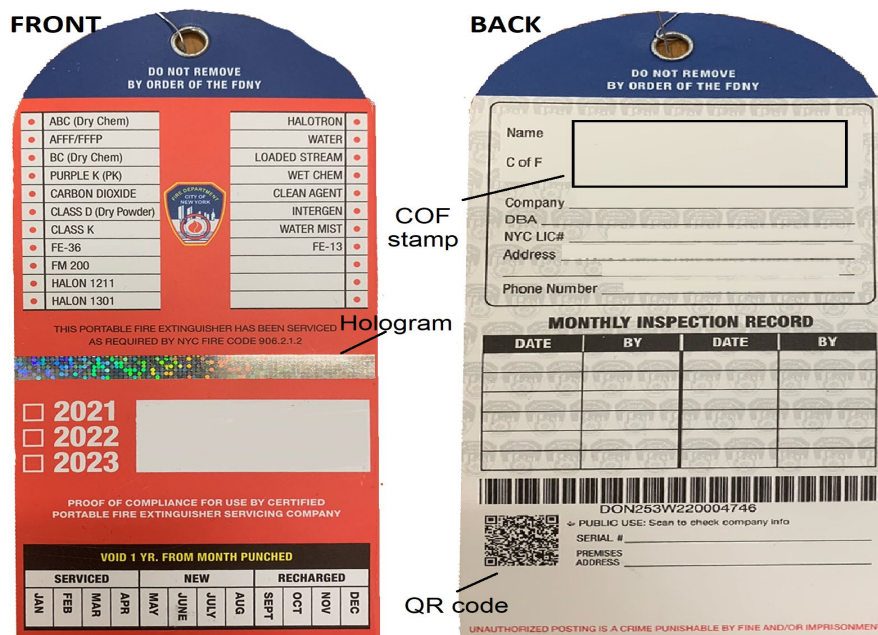 FRONT
DO NOT REMOVE
BY ORDER OF THE FDNY
ABC (Dry Chem)
AFFF/FFFP
BC (Dry Chem)
PURPLE K (PK)
CARBON DIOXIDE
CLASS D (Dry Powder)
CLASS K
FE-36
FM 200
HALON 1211
HALON 1301
HALOTRON
WATER
LOADED STREAM
WET CHEM
CLEAN AGENT
INTERGEN
WATER MIST
FE-13
FIRE DEPARTMENT
CITY OF
NEW YORK
THIS PORTABLE FIRE EXTINGUISHER HAS BEEN SERVICED
AS REQUIRED BY NYC FIRE CODE 906.2.1.2
Hologram
2021
2022
2023
PROOF OF COMPLIANCE FOR USE BY CERTIFIED
PORTABLE FIRE EXTINGUISHER SERVICING COMPANY
VOID 1 YR. FROM MONTH PUNCHED
SERVICED NEW RECHARGED
JAN FEB MAR APR MAY JUNE JULY AUG SEPT OCT NOV DEC
BACK
DO NOT REMOVE
BY ORDER OF THE FDNY
Name
C of F
COF
stamp
Company
DBA
NYC LIC#
Address
Phone Number
MONTHLY INSPECTION RECORD
DATE BY DATE BY
DON253W220004746
PUBLIC USE: Scan to check company info
SERIAL #
PREMISES
ADDRESS
QR code
UNAUTHORIZED POSTING IS A CRIME PUNISHABLE BY FINE AND/OR IMPRISONMEN